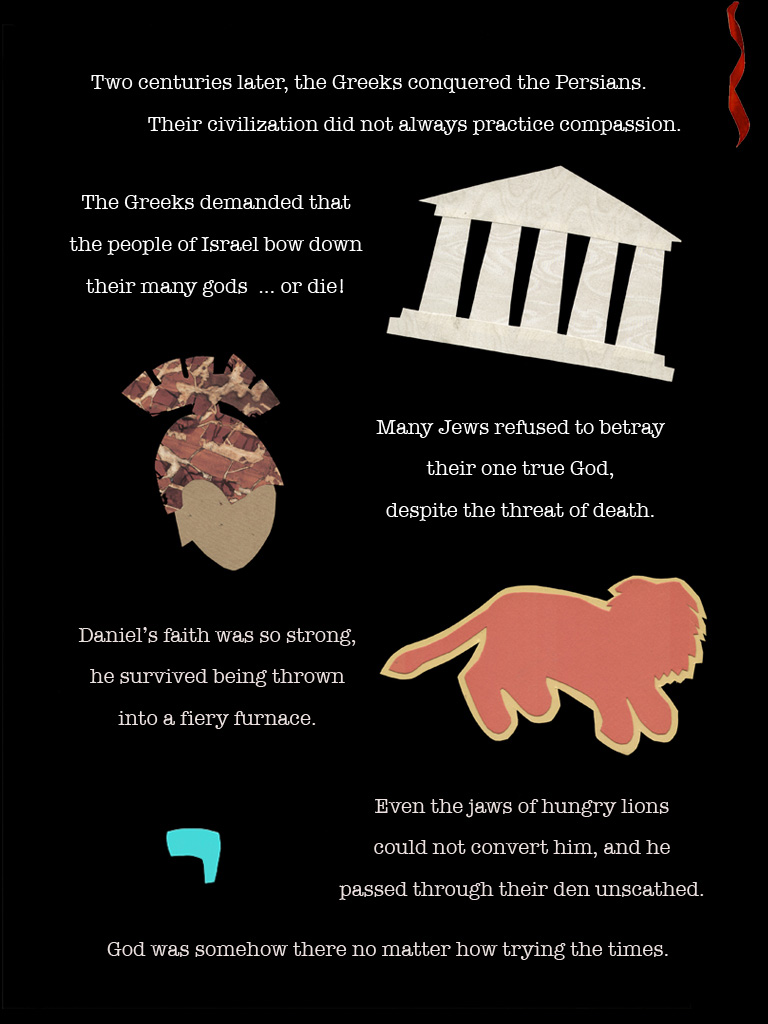 Two centuries later, the Greeks conquered the Persians.
Their civilization did not always practice compassion.
The Greeks demanded that
the people of Israel bow down
their many gods ... or die!
Many Jews refused to betray
their one true God,
despite the threat of death.
Daniel's faith was so strong,
he survived being thrown
into a fiery furnace.
Even the jaws of hungry lions
could not convert him, and he
passed through their den unscathed.
God was somehow there no matter how trying the times.